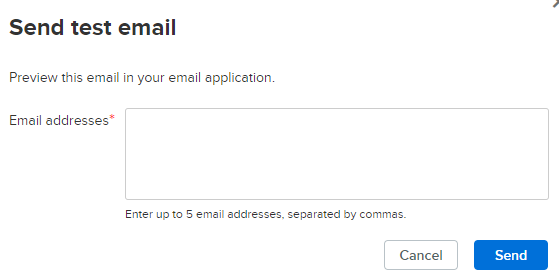 Send test email
Preview this email in your email application.
Email addresses*
Enter up to 5 email addresses, separated by commas.
Cancel
Send